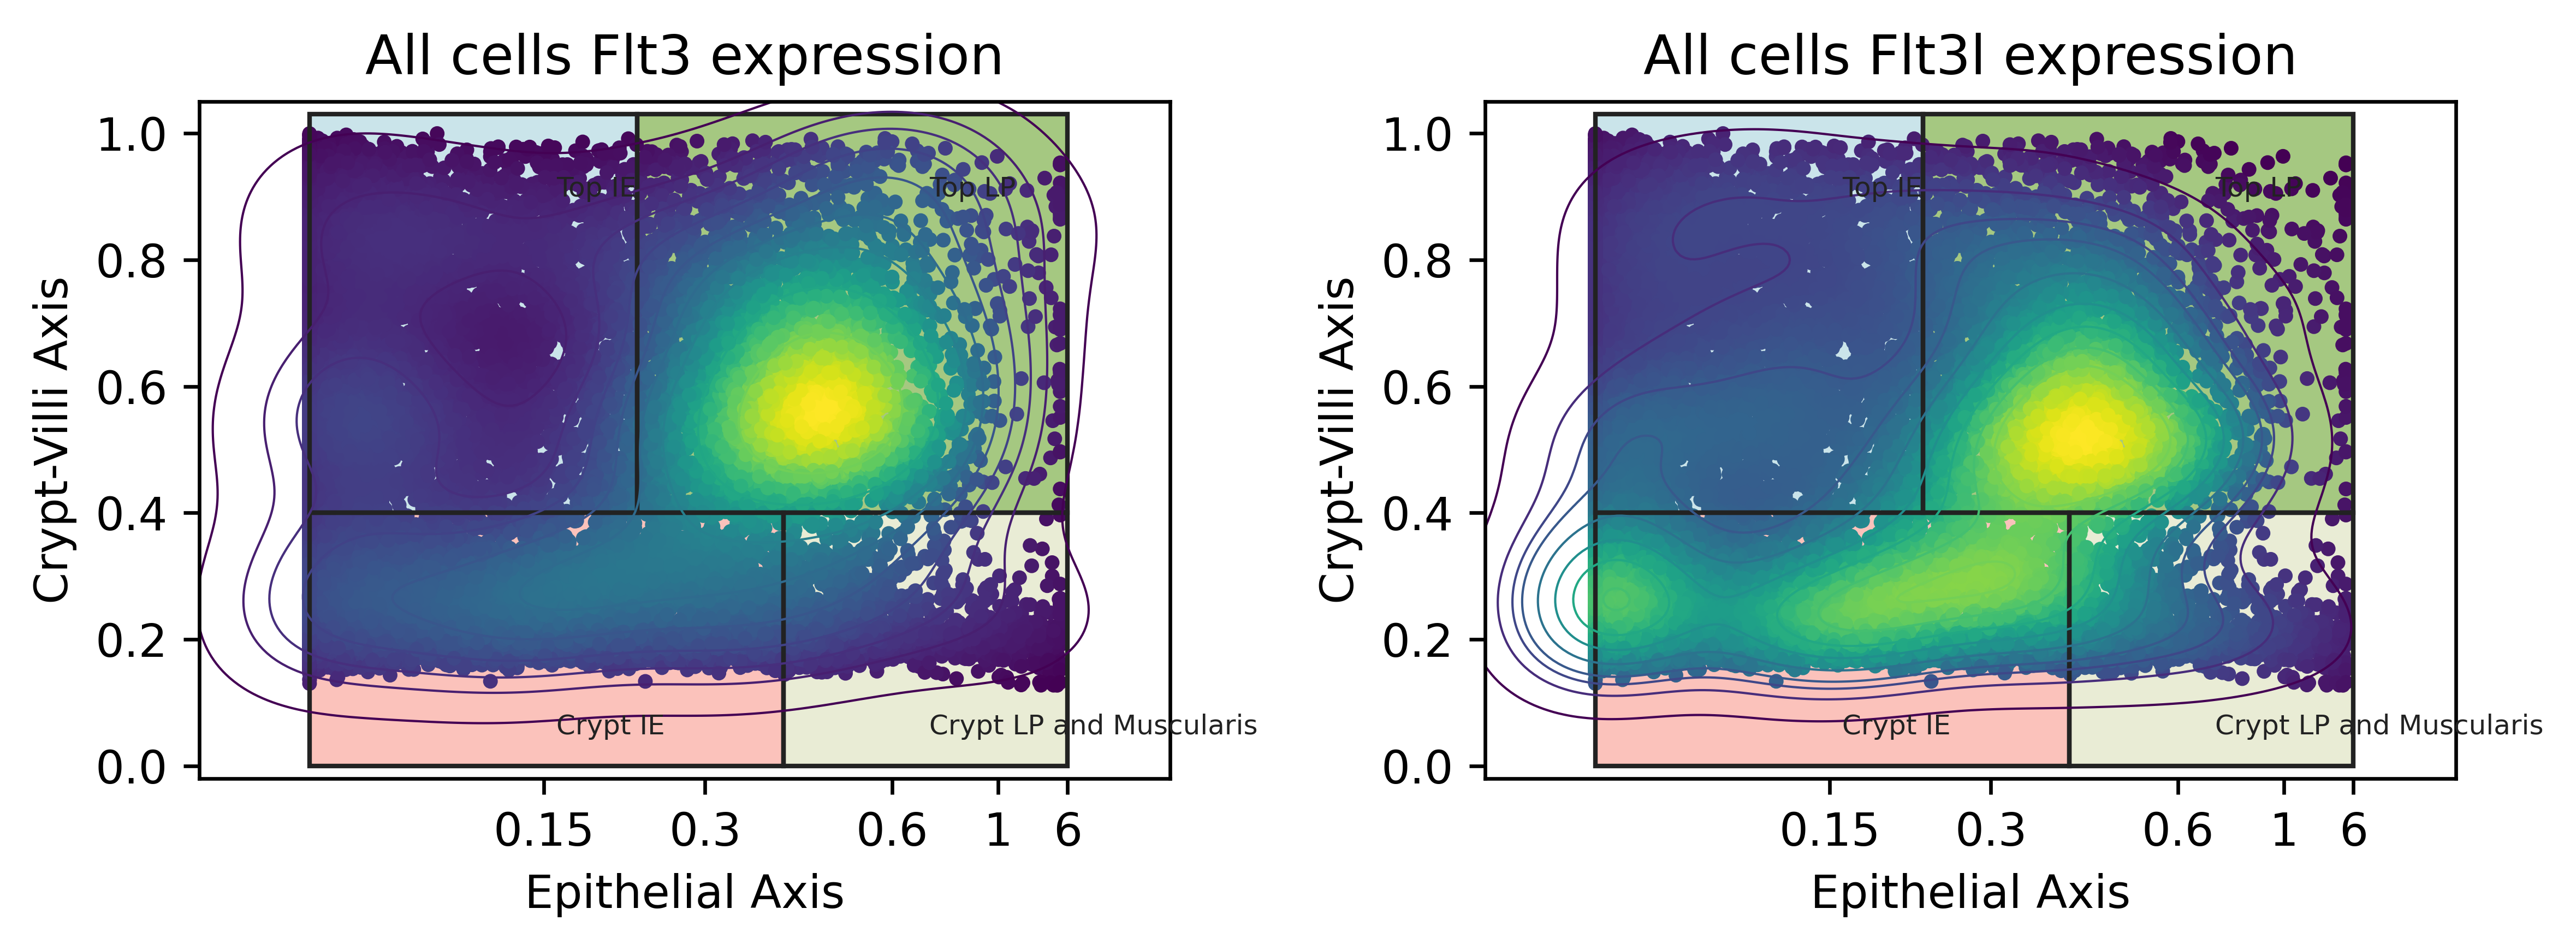 All cells Flt3 expression
Crypt-Villi Axis
1.0
0.8
0.6
0.4
0.2
0.0
Top IE
Top LP
Crypt IE
Crypt LP and Muscularis
0.15 0.3 0.6 1 6
Epithelial Axis
All cells Flt3l expression
Crypt-Villi Axis
1.0
0.8
0.6
0.4
0.2
0.0
Top IE
Top LP
Crypt IE
Crypt LP and Muscularis
0.15 0.3 0.6 1 6
Epithelial Axis